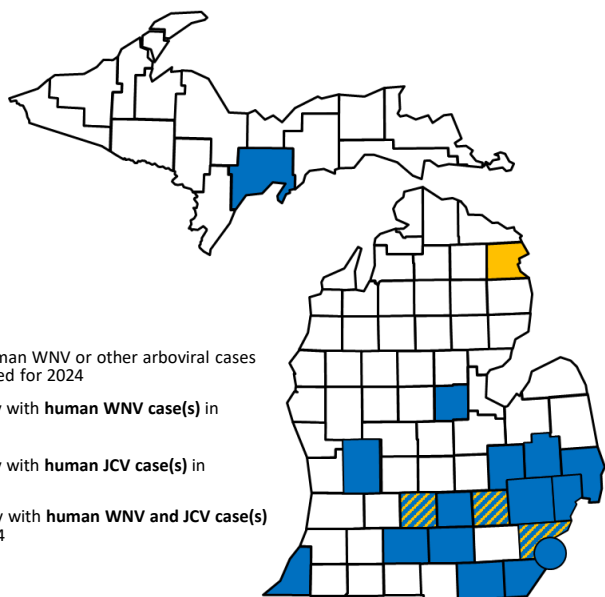 man WNV or other arboviral cases
ed for 2024
y with human WNV case(s) in
y with human JCV case(s) in
y with human WNV and JCV case(s)
4